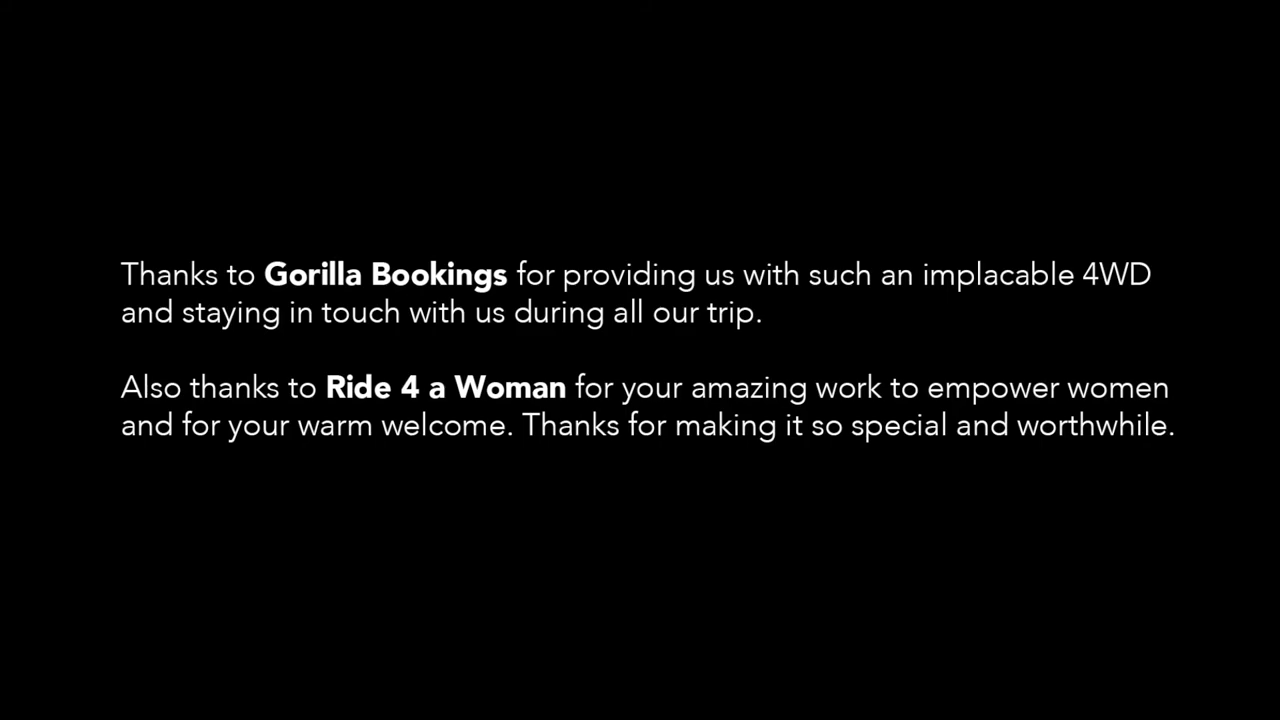 Thanks to Gorilla Bookings for providing us with such an implacable 4WD
and staying in touch with us during all our trip.
Also thanks to Ride 4 a Woman for your amazing work to empower women
and for your warm welcome. Thanks for making it so special and worthwhile.